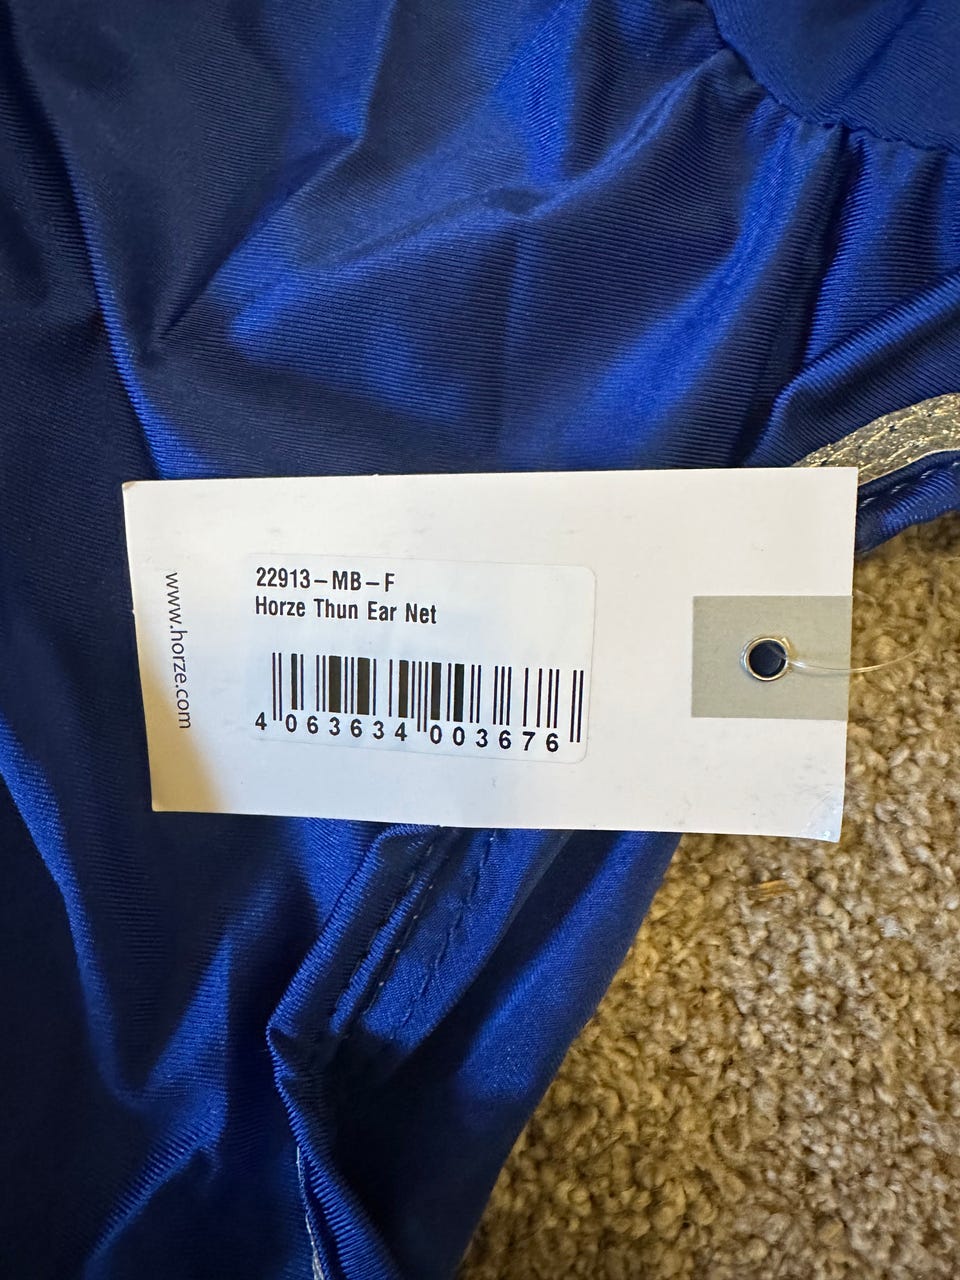 22913-MB-F
Horze Thun Ear Net
4 063634 003676
www.horze.com